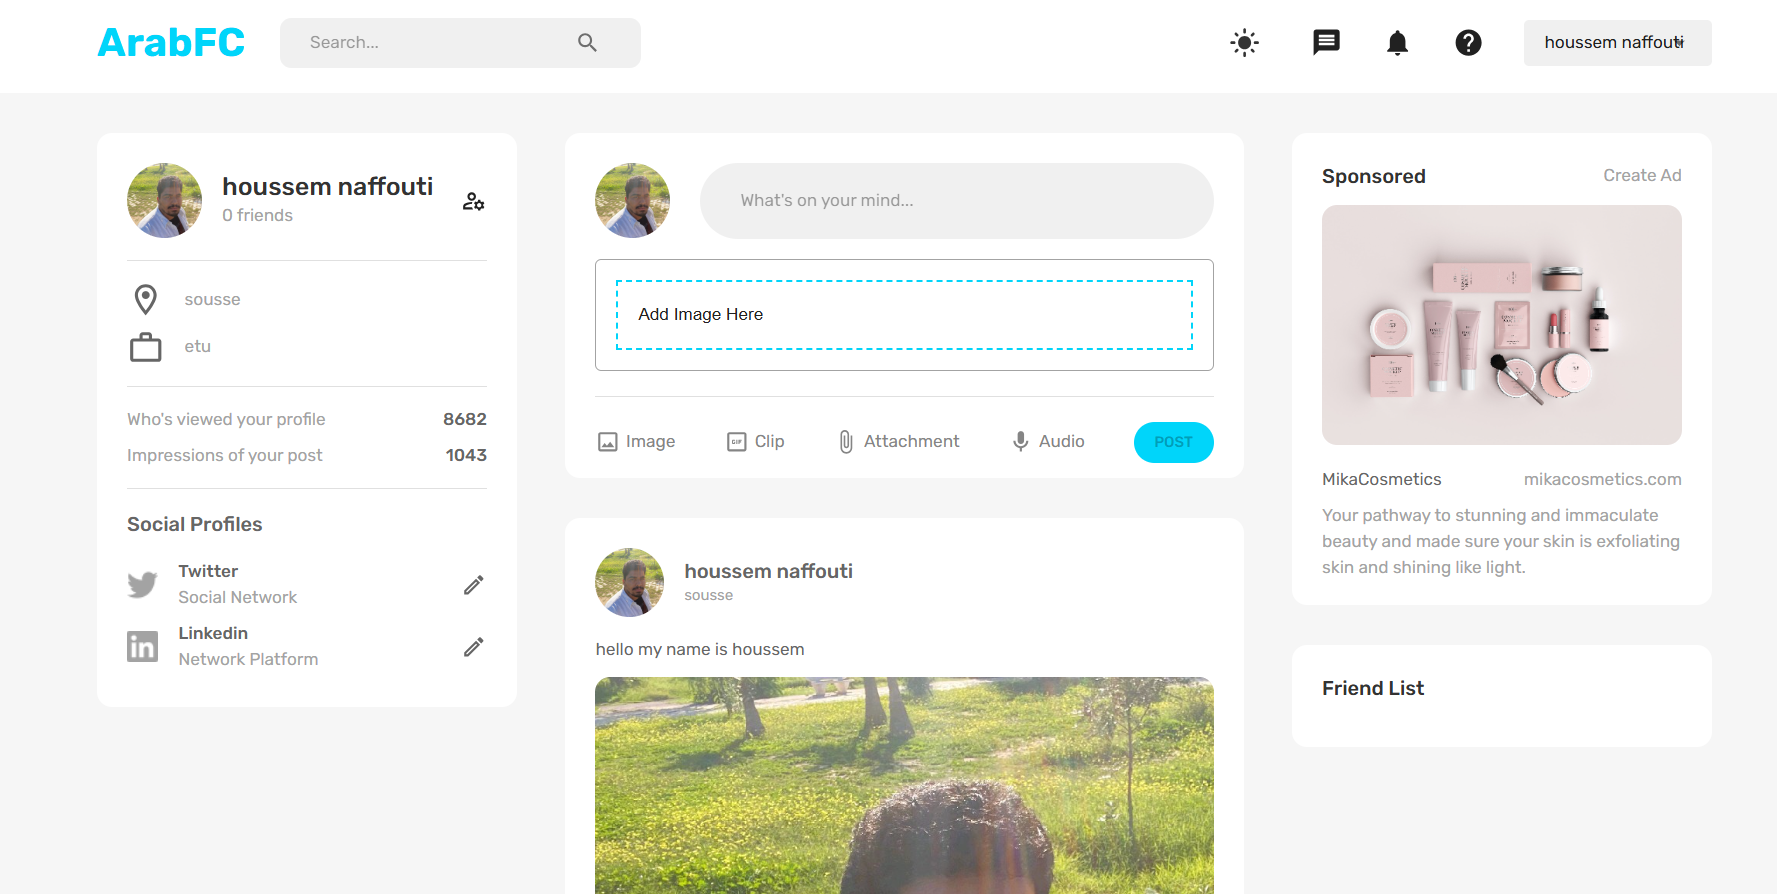 ArabFC
Search...
houssem naffouti
houssem naffouti
0 friends
sousse
etu
Who's viewed your profile 8682
Impressions of your post 1043
Social Profiles
Twitter
Social Network
Linkedin
Network Platform
What's on your mind...
Add Image Here
Image
GIF Clip
Attachment
Audio
POST
houssem naffouti
sousse
hello my name is houssem
Sponsored
Create Ad
MikaCosmetics
mikacosmetics.com
Your pathway to stunning and immaculate
beauty and made sure your skin is exfoliating
skin and shining like light.
Friend List